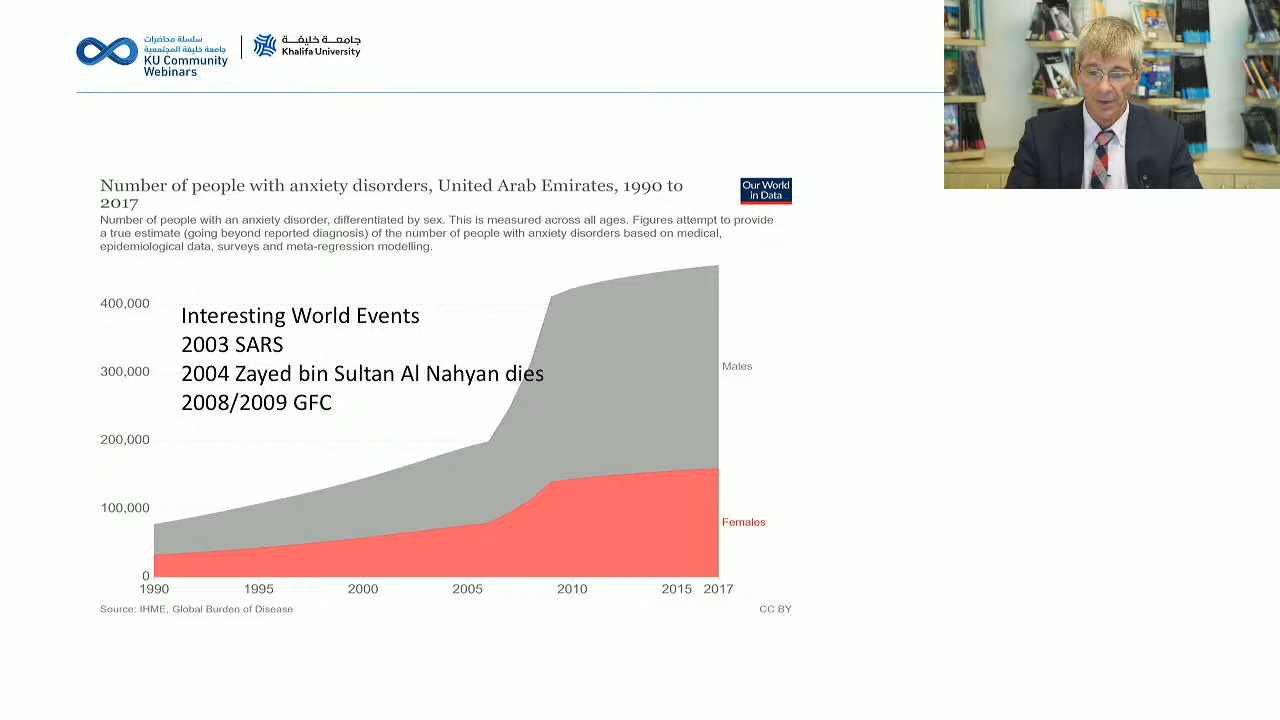 سلسلة محاضرات
جامعة خليفة المجتمعية
KU Community
Webinars
جامعــة خليفــة
Khalifa University
Number of people with anxiety disorders, United Arab Emirates, 1990 to
2017
Our World
in Data
Number of people with an anxiety disorder, differentiated by sex. This is measured across all ages. Figures attempt to provide
a true estimate (going beyond reported diagnosis) of the number of people with anxiety disorders based on medical,
epidemiological data, surveys and meta-regression modelling.
400,000
Interesting World Events
2003 SARS
300,000
2004 Zayed bin Sultan Al Nahyan dies
Males
2008/2009 GFC
200,000
100,000
Females
0
1990
1995
2000
2005
2010
2015
2017
Source: IHME, Global Burden of Disease
CC BY